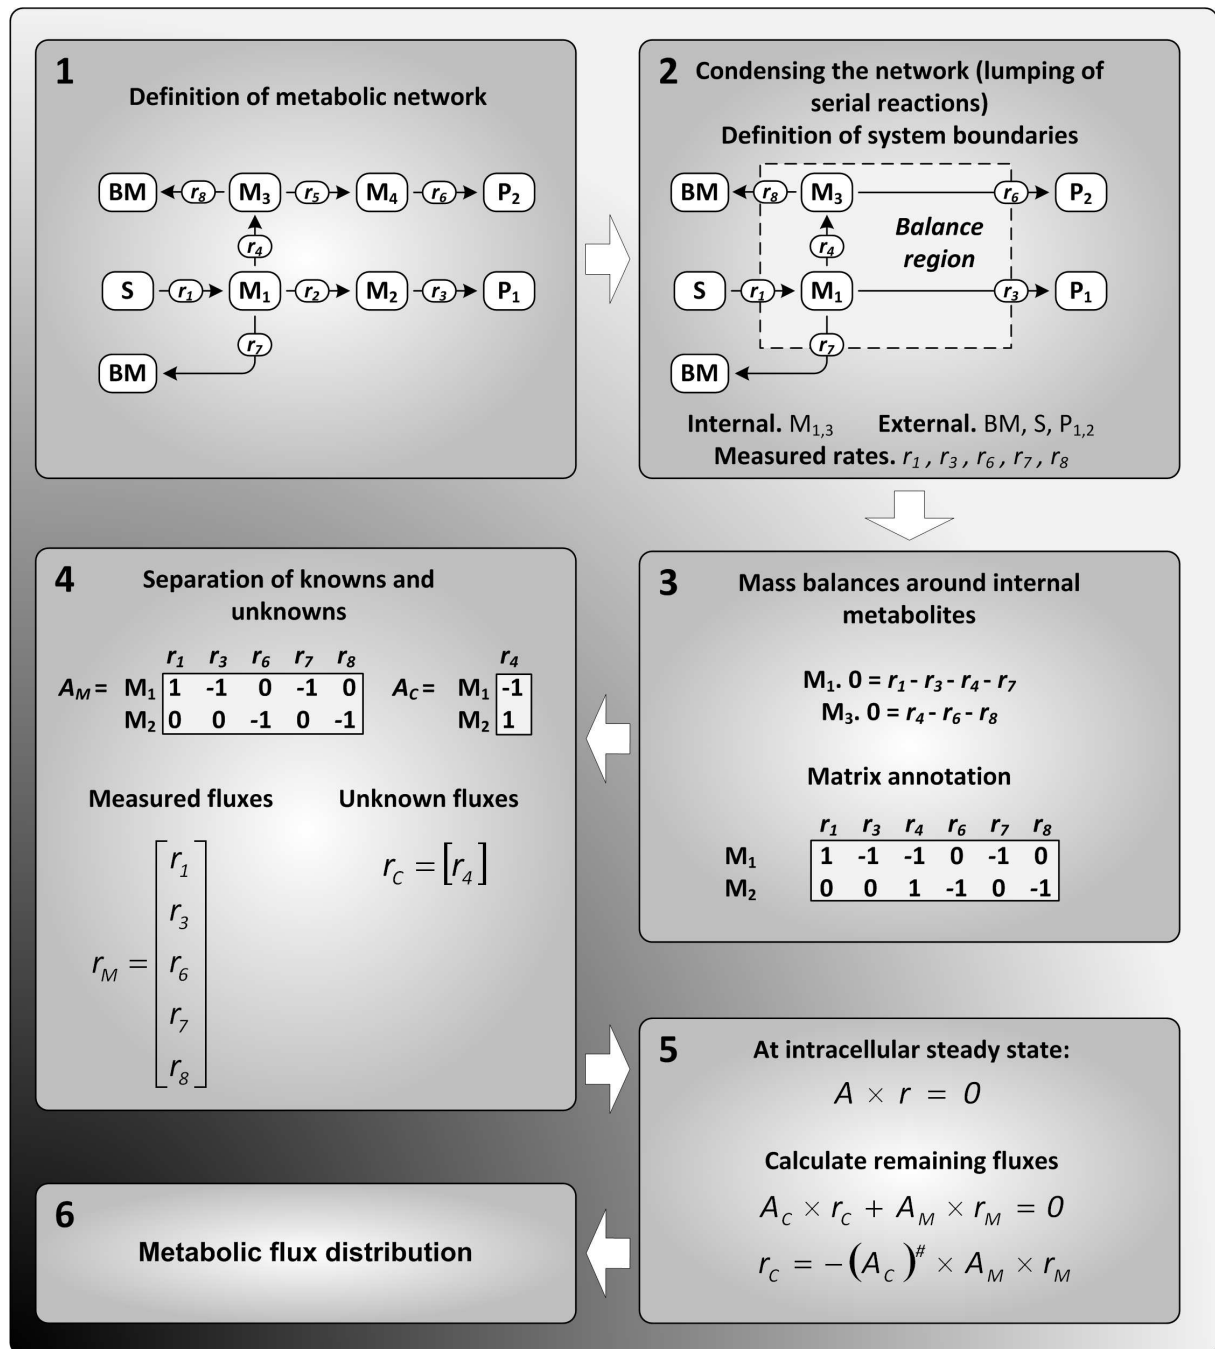 1
Definition of metabolic network
BM r8 M3 r5 M4 r6 P2
r4
S r1 M1 r2 M2 r3 P1
r7
BM
2 Condensing the network (lumping of
serial reactions)
Definition of system boundaries
BM r8 M3 r6 P2
r4 Balance
region
S r1 M1 r3 P1
r7
BM
Internal. M1,3 External. BM, S, P1,2
Measured rates. r1 , r3 , r6 , r7 , r8
3 Mass balances around internal
metabolites
M1. 0 = r1 - r3 - r4 - r7
M3. 0 = r4 - r6 - r8
Matrix annotation
r1 r3 r4 r6 r7 r8
M1 1 -1 -1 0 -1 0
M2 0 0 1 -1 0 -1
4 Separation of knowns and
unknowns
r1 r3 r6 r7 r8 r4
AM = M1 1 -1 0 -1 0 AC = M1 -1
M2 0 0 -1 0 -1 M2 1
Measured fluxes Unknown fluxes
rM = [r1
r3
r6
r7
r8]
rC = [r4]
5 At intracellular steady state:
A × r = 0
Calculate remaining fluxes
AC × rC + AM × rM = 0
rC = −(AC)# × AM × rM
6
Metabolic flux distribution